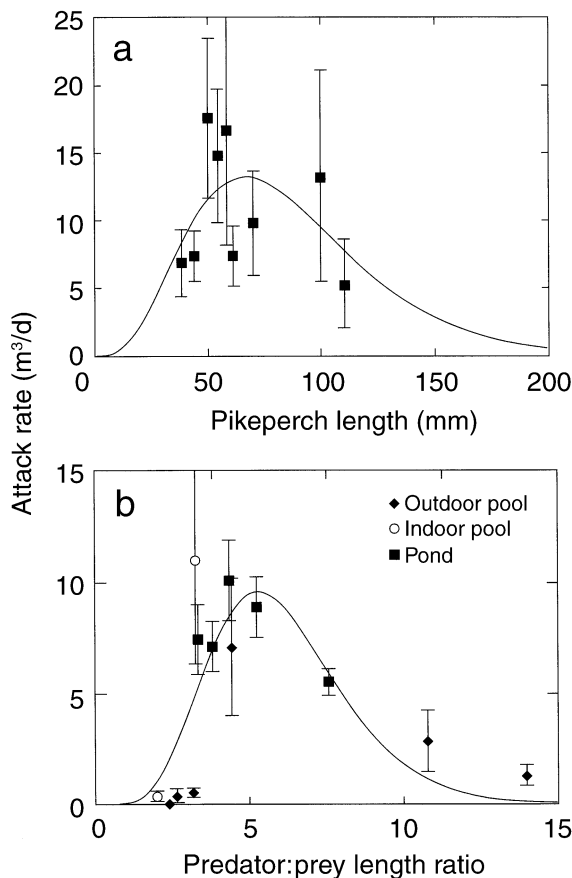 25
a
20
15
10
5
0
0 50 100 150 200
Pikeperch length (mm)
Attack rate (m³/d)
15
b
Outdoor pool
Indoor pool
Pond
10
5
0
0 5 10 15
Predator:prey length ratio